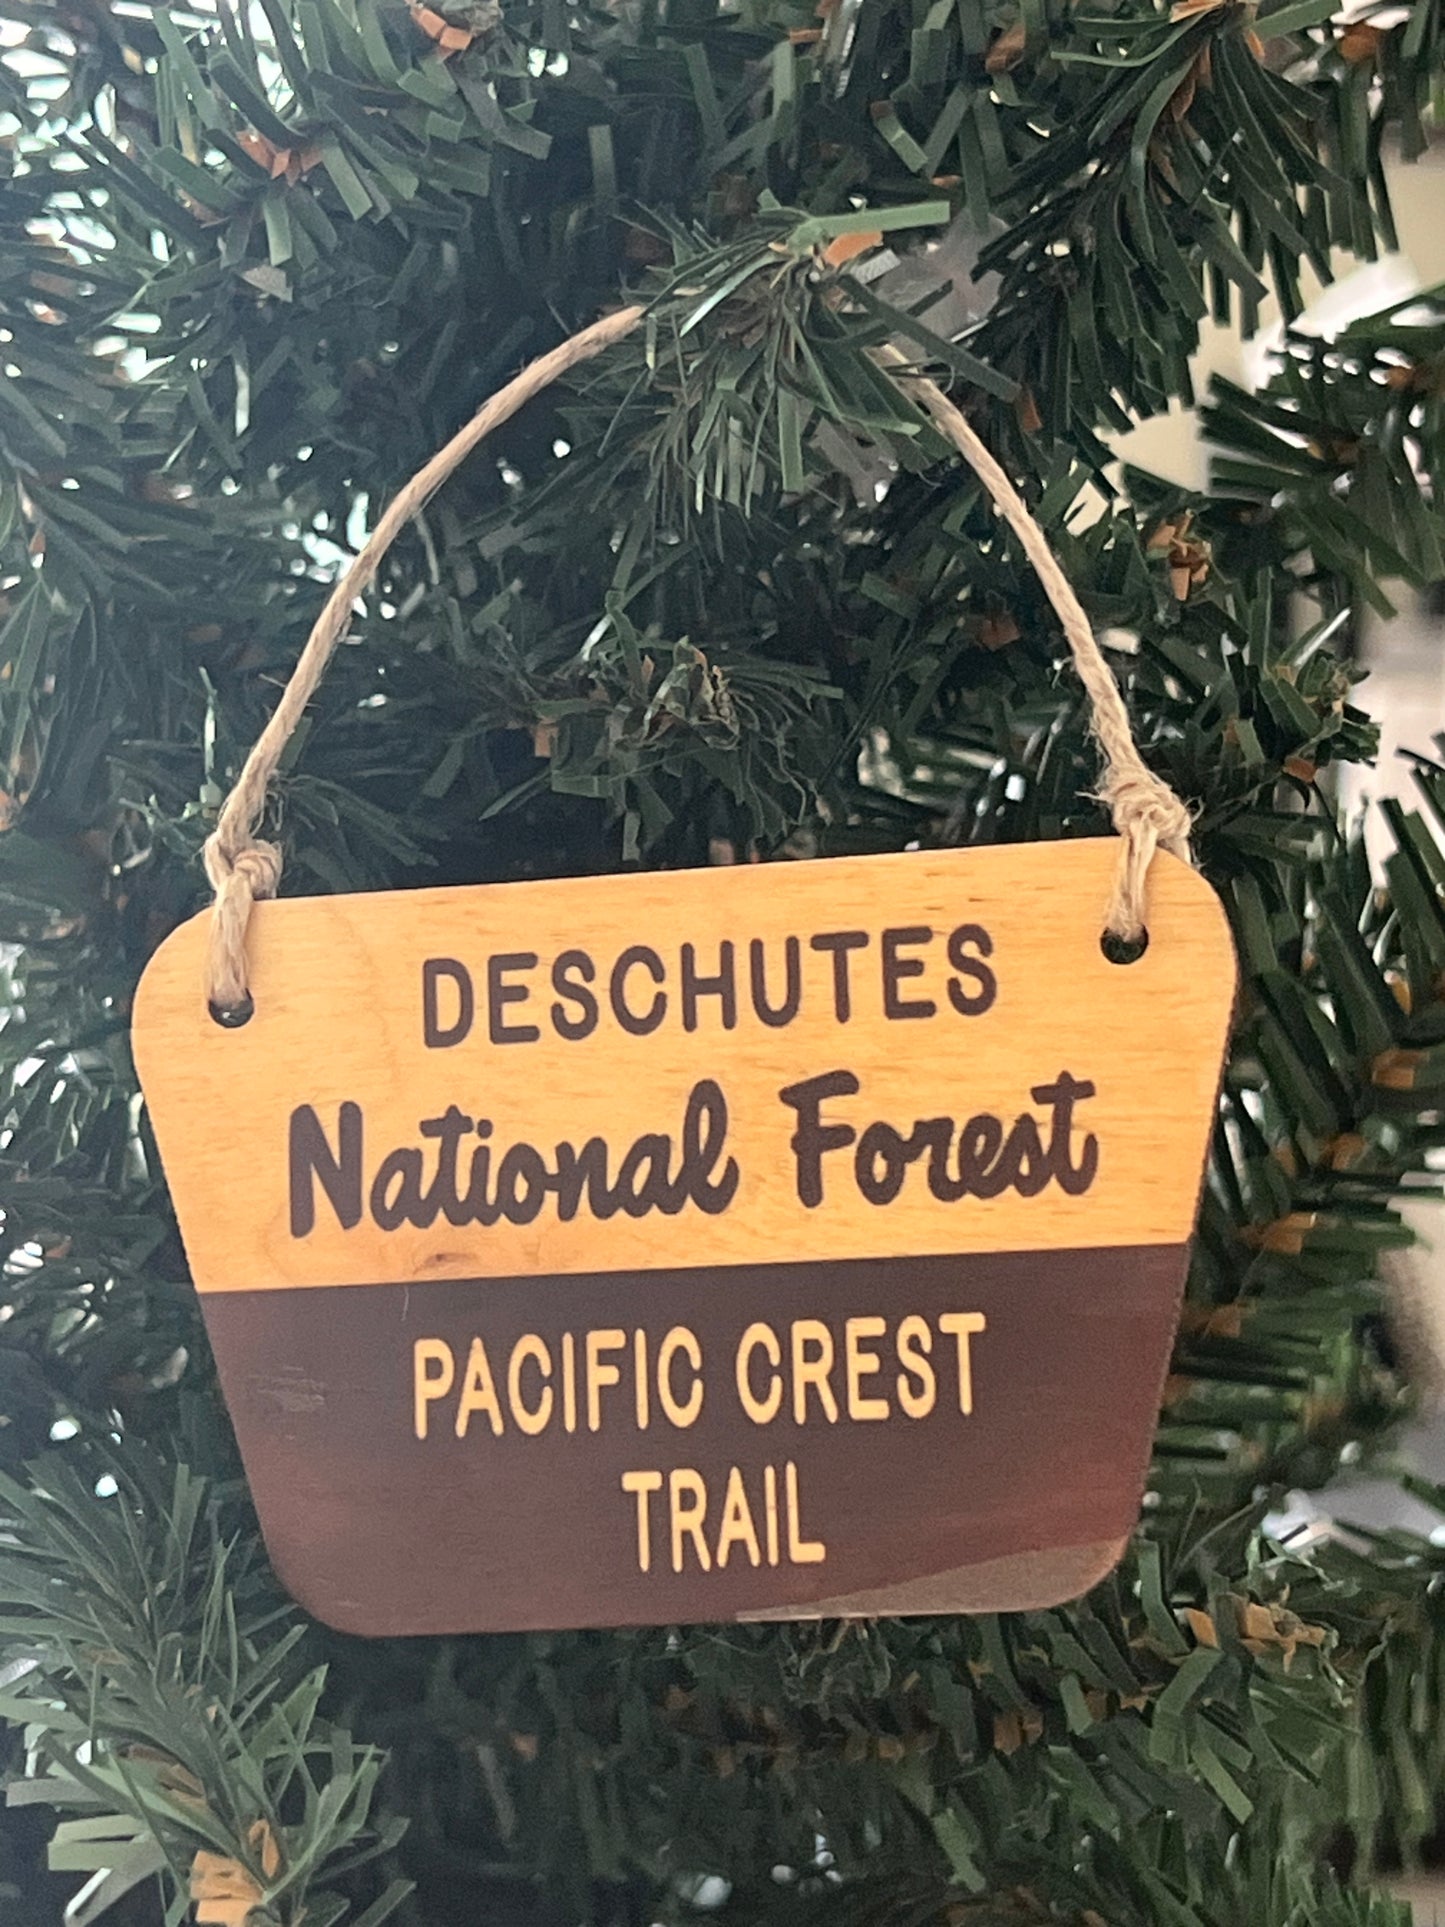 DESCHUTES
National Forest
PACIFIC CREST
TRAIL